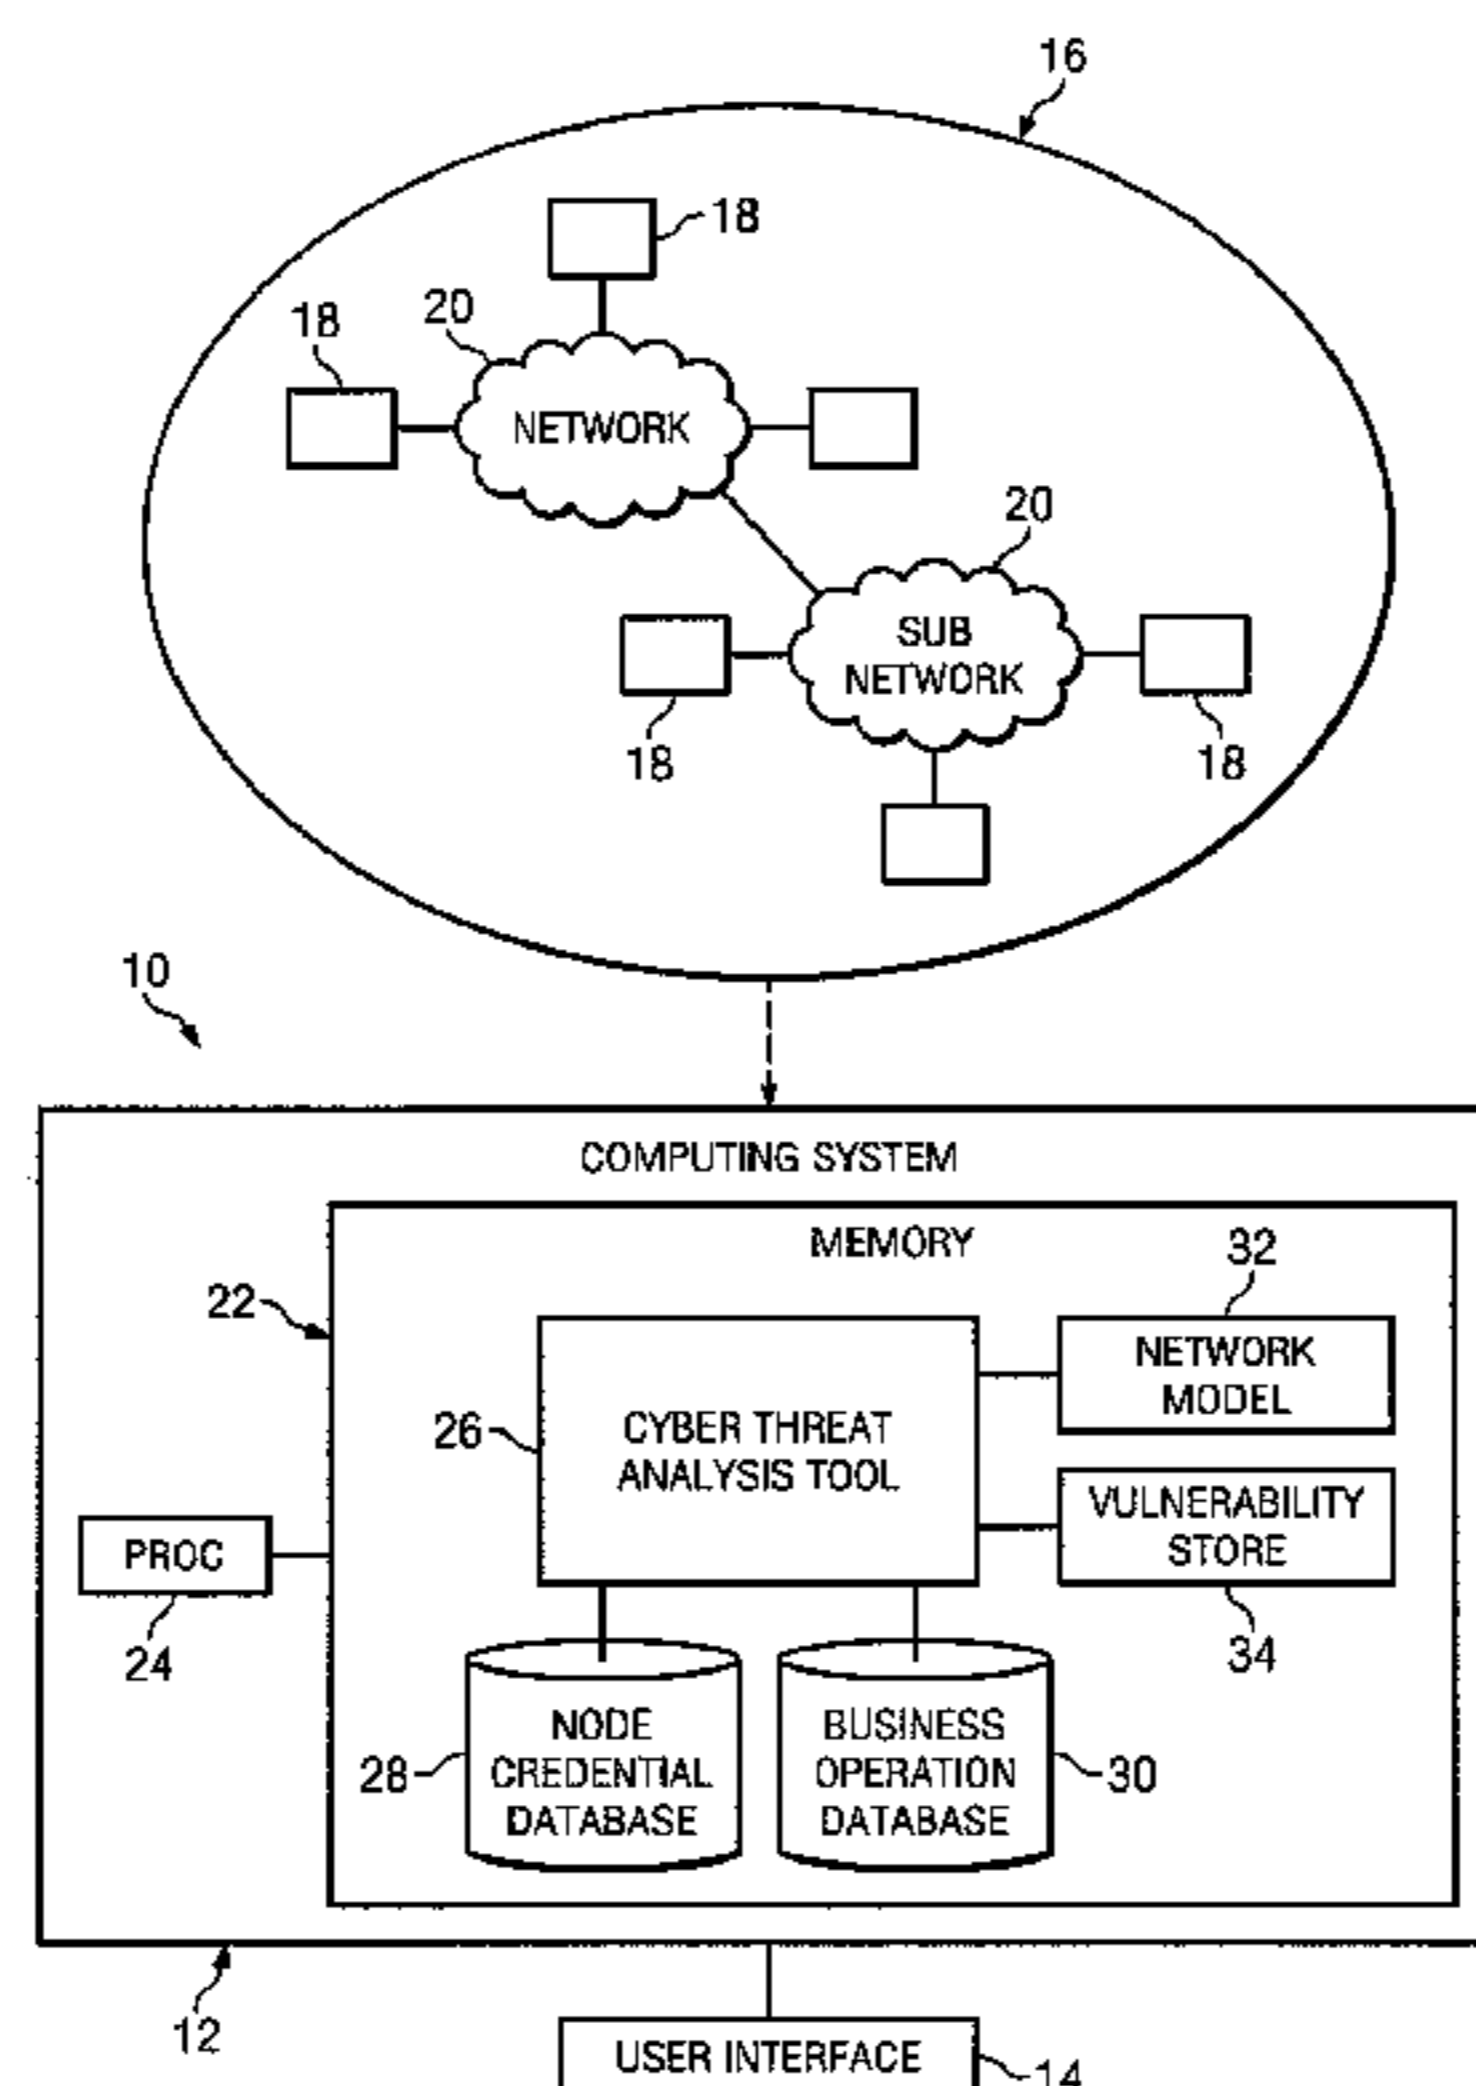 16
18
18
20
NETWORK
20
SUB
NETWORK
18
18
10
COMPUTING SYSTEM
MEMORY
32
22
NETWORK
MODEL
26
CYBER THREAT
ANALYSIS TOOL
VULNERABILITY
STORE
PROC
24
34
NODE
CREDENTIAL
DATABASE
28
BUSINESS
OPERATION
DATABASE
30
12
USER INTERFACE
14